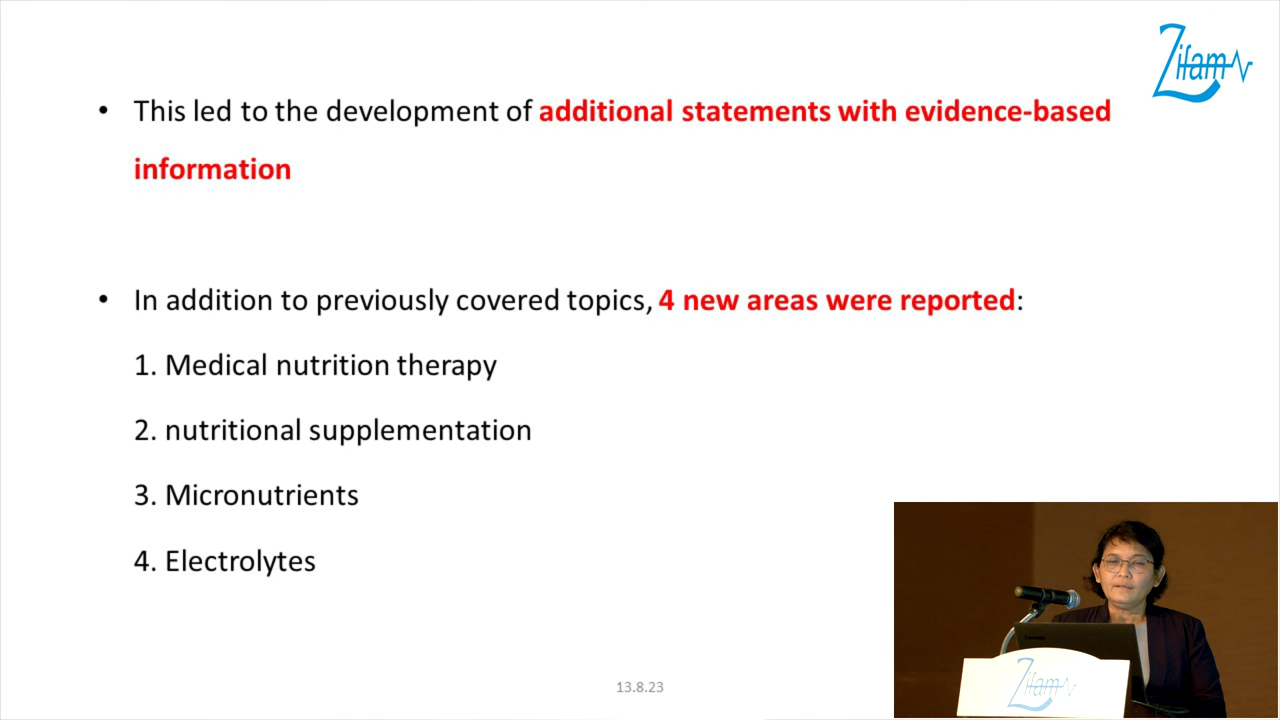 Zifam
• This led to the development of additional statements with evidence-based
information
• In addition to previously covered topics, 4 new areas were reported:
1. Medical nutrition therapy
2. nutritional supplementation
3. Micronutrients
4. Electrolytes
Zifam
13.8.23